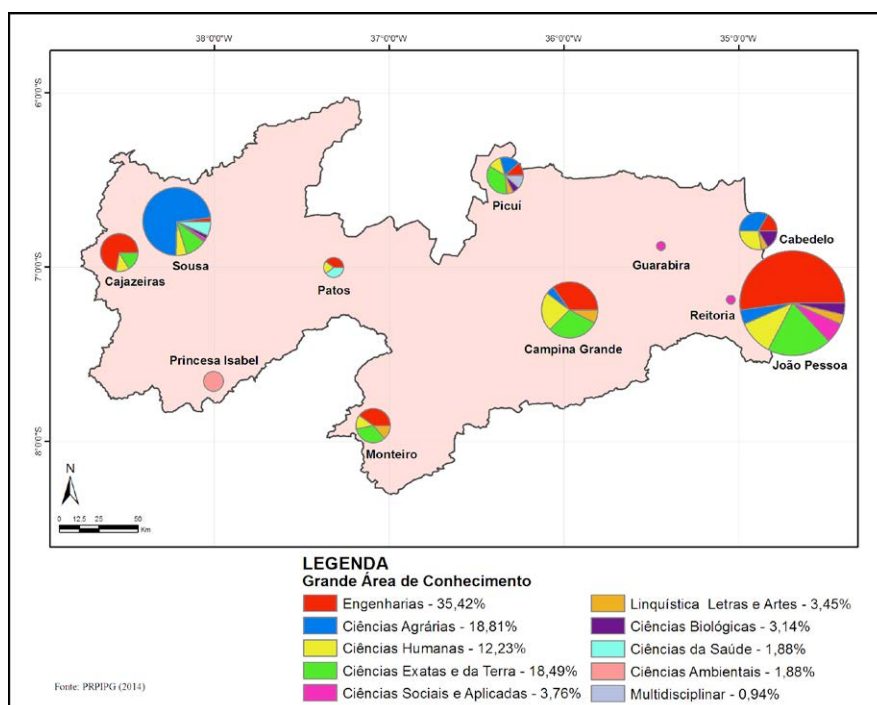 38°0'0"W 37°0'0"W 36°0'0"W 35°0'0"W
6°0'0"S
7°0'0"S
8°0'0"S
Picuí
Cabedelo
Sousa
Cajazeiras
Guarabira
Patos
Reitoria
Campina Grande
João Pessoa
Princesa Isabel
Monteiro
N
0 12,5 25 50
Km
LEGENDA
Grande Área de Conhecimento
Engenharias - 35,42%
Ciências Agrárias - 18,81%
Ciências Humanas - 12,23%
Ciências Exatas e da Terra - 18,49%
Ciências Sociais e Aplicadas - 3,76%
Linquística Letras e Artes - 3,45%
Ciências Biológicas - 3,14%
Ciências da Saúde - 1,88%
Ciências Ambientais - 1,88%
Multidisciplinar - 0,94%
Fonte: PRPIPG (2014)